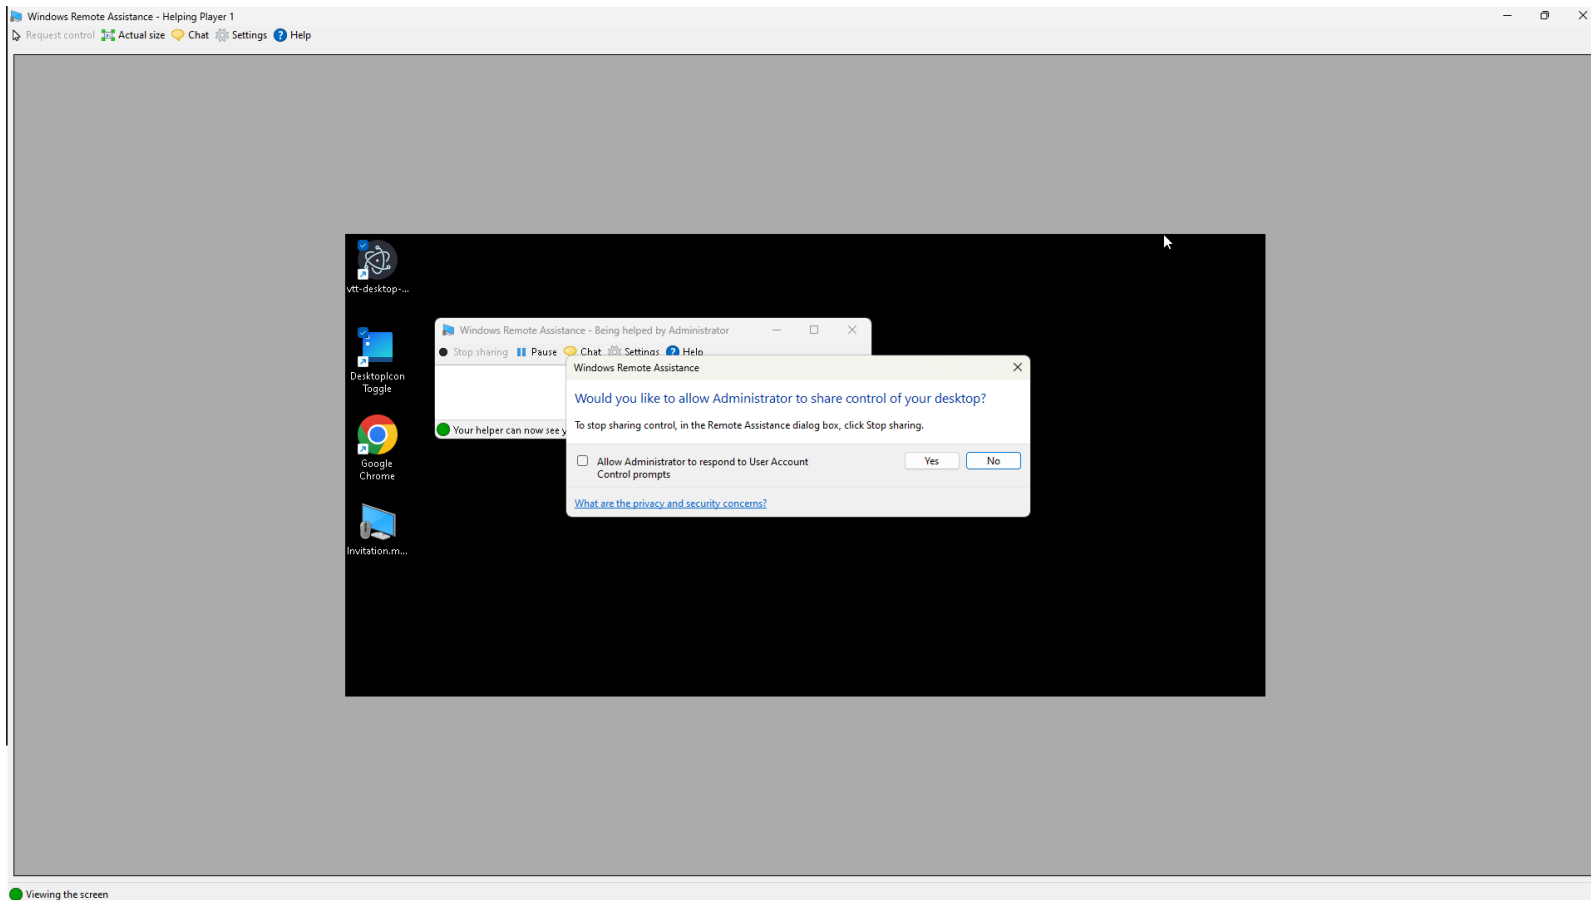 Windows Remote Assistance - Helping Player 1
Request control Actual size Chat Settings Help
vtt-desktop-...
DesktopIcon
Toggle
Google
Chrome
Invitation.m...
Windows Remote Assistance - Being helped by Administrator
Stop sharing Pause Chat Settings Help
Your helper can now see y
Windows Remote Assistance
Would you like to allow Administrator to share control of your desktop?
To stop sharing control, in the Remote Assistance dialog box, click Stop sharing.
Allow Administrator to respond to User Account
Control prompts
Yes No
What are the privacy and security concerns?
Viewing the screen